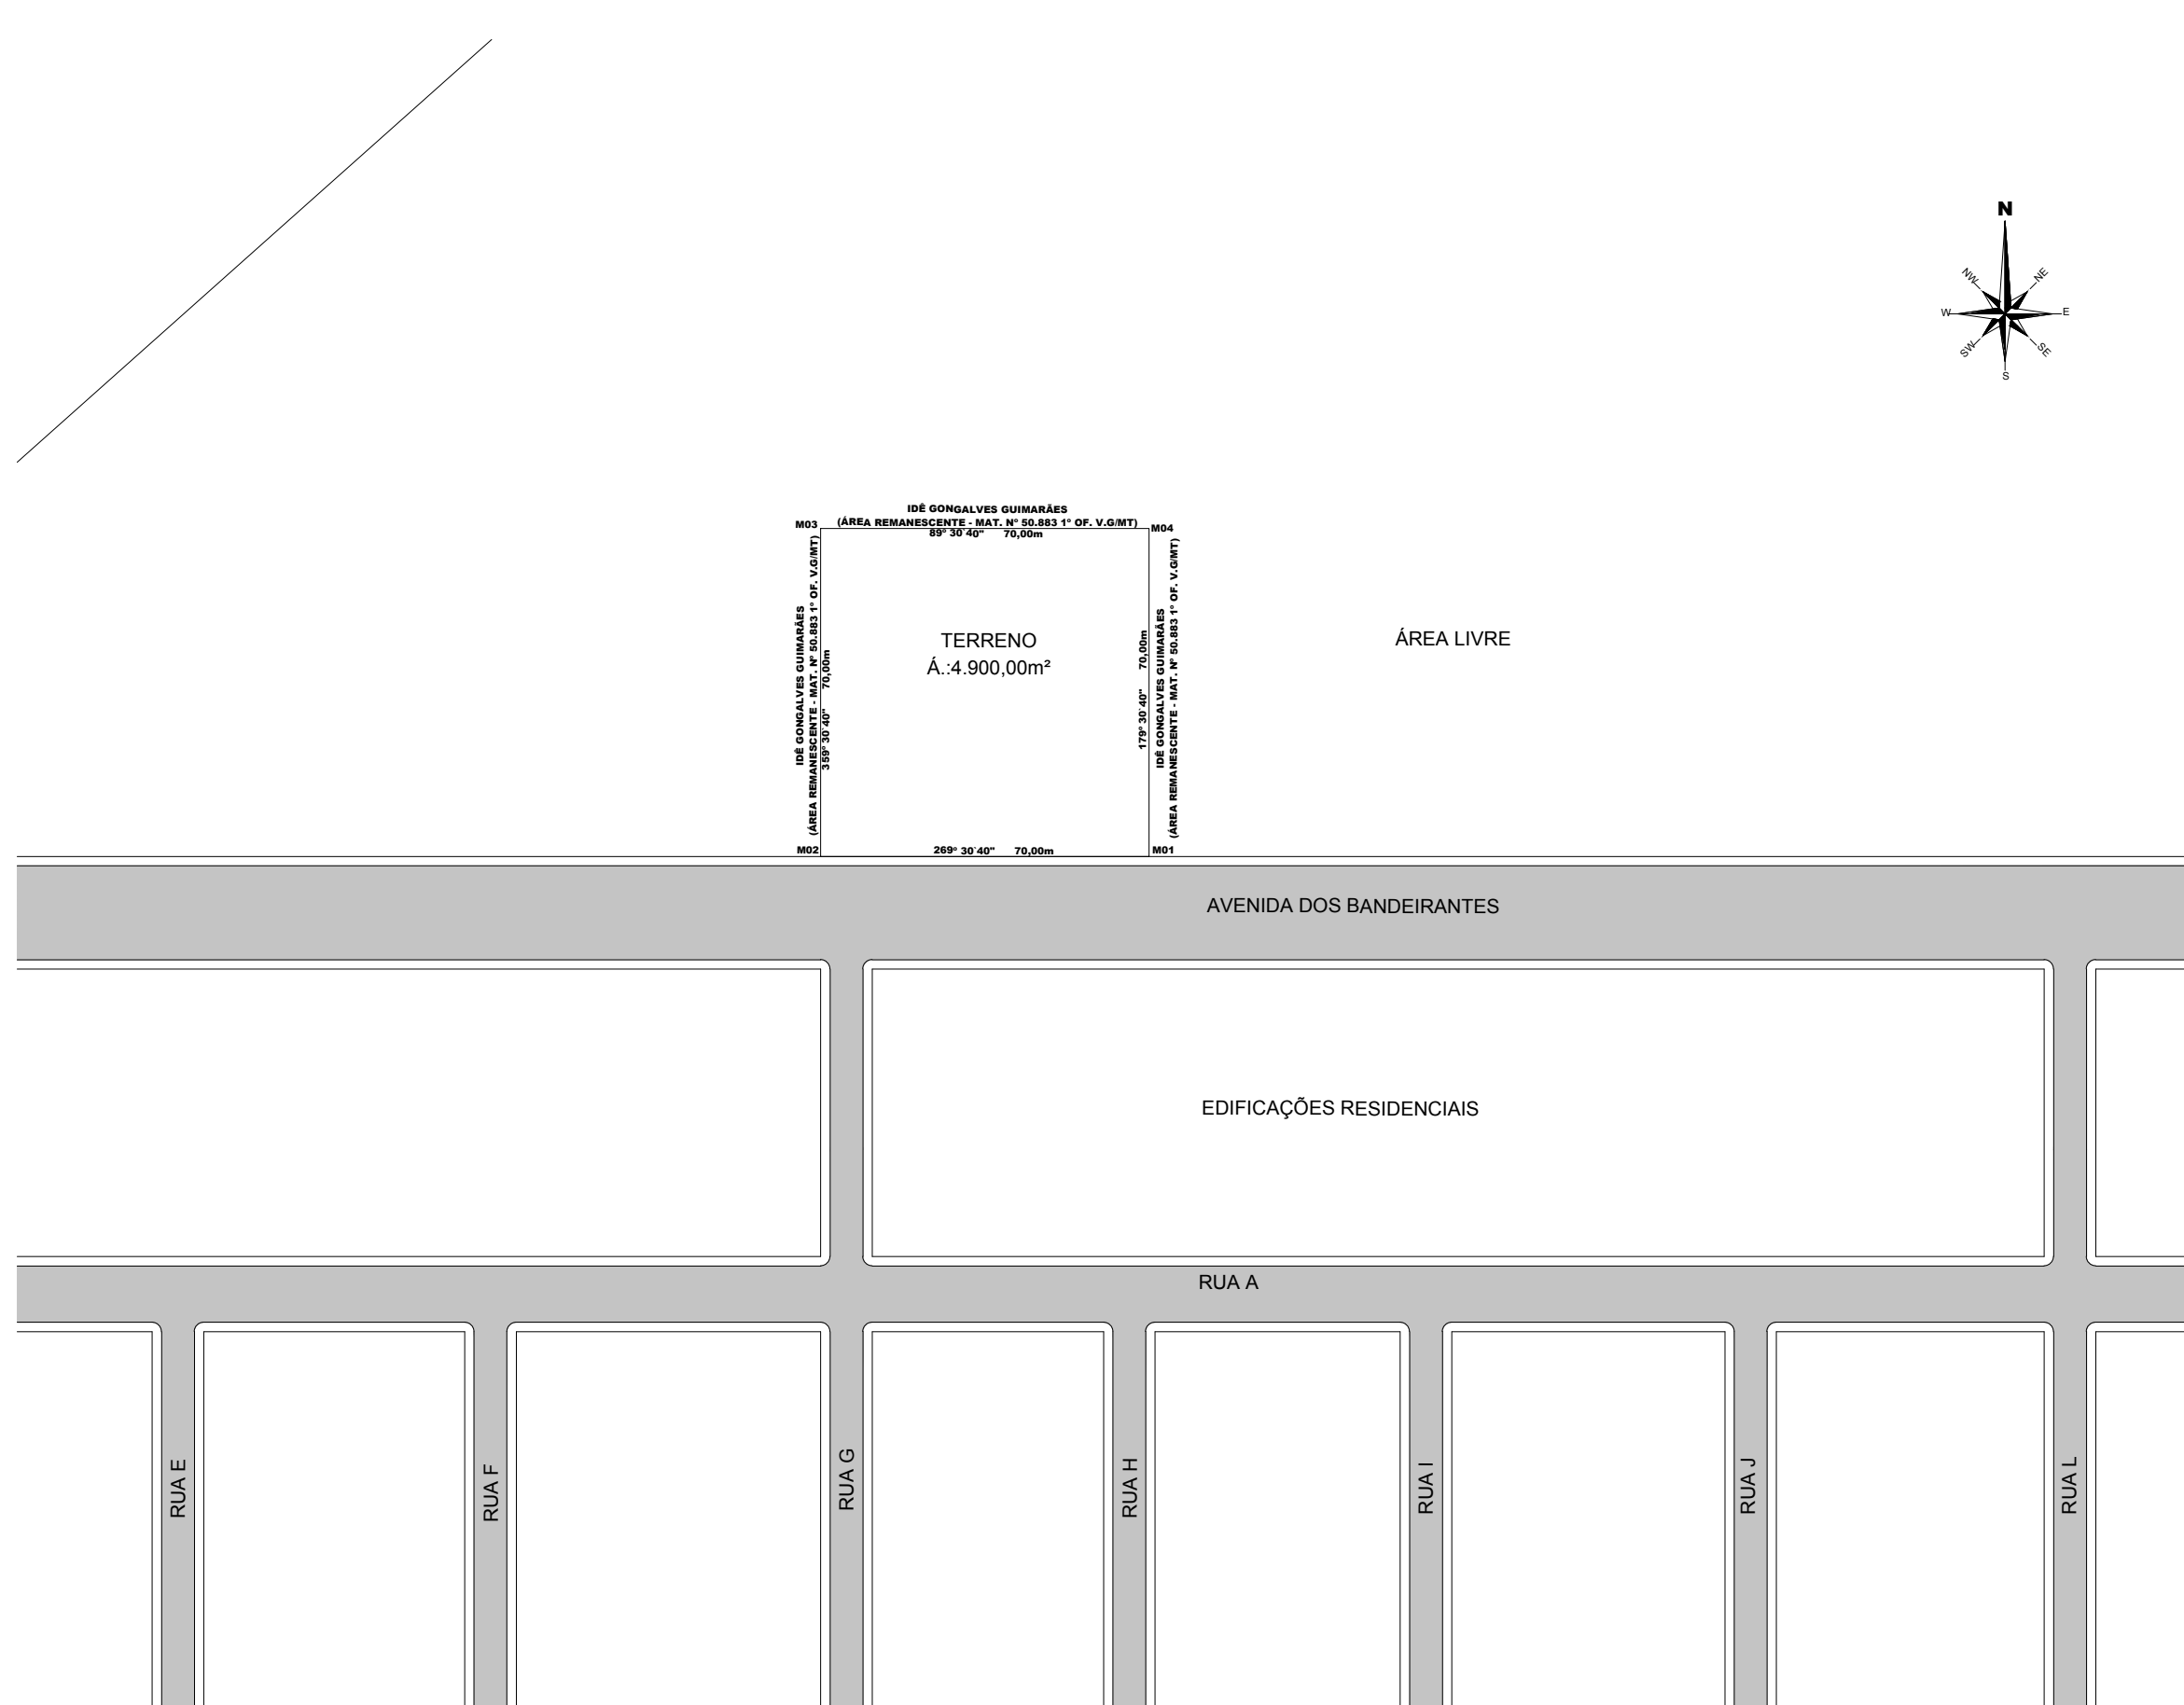 N
NW
NE
W
E
SW
SE
S
IDÊ GONGALVES GUIMARÃES
(ÁREA REMANESCENTE - MAT. Nº 50.883 1º OF. V.G/MT)
M03
M04
89º 30`40" 70,00m
IDÊ GONGALVES GUIMARÃES
(ÁREA REMANESCENTE - MAT. Nº 50.883 1º OF. V.G/MT)
359º 30`40" 70,00m
TERRENO
Á.:4.900,00m²
179º 30`40" 70,00m
IDÊ GONGALVES GUIMARÃES
(ÁREA REMANESCENTE - MAT. Nº 50.883 1º OF. V.G/MT)
ÁREA LIVRE
M02
269º 30`40" 70,00m
M01
AVENIDA DOS BANDEIRANTES
EDIFICAÇÕES RESIDENCIAIS
RUA A
RUA E
RUA F
RUA G
RUA H
RUA I
RUA J
RUA L